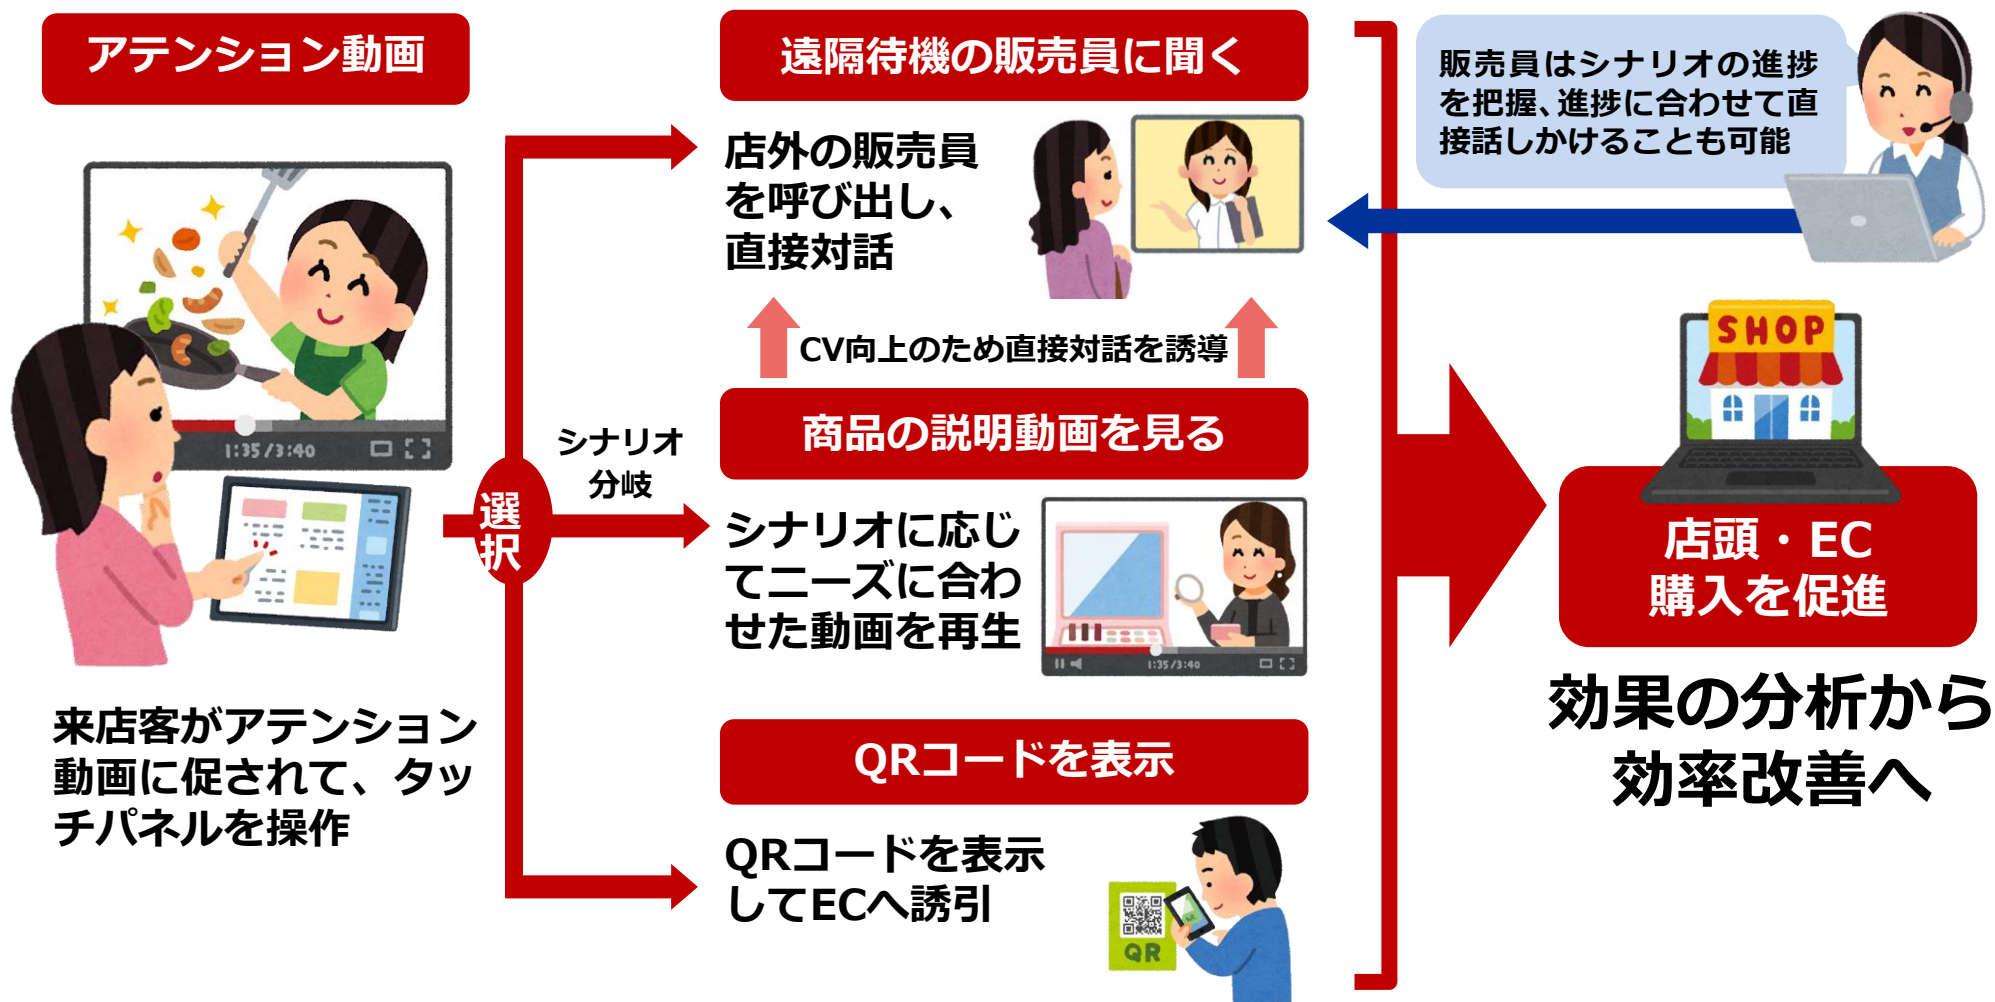 アテンション動画
1:35/3:40
来店客がアテンション
動画に促されて、タッ
チパネルを操作
選
択
シナリオ
分岐
遠隔待機の販売員に聞く
店外の販売員
を呼び出し、
直接対話
CV向上のため直接対話を誘導
商品の説明動画を見る
シナリオに応じ
てニーズに合わ
せた動画を再生
1:35/3:40
QRコードを表示
QRコードを表示
してECへ誘引
QR
販売員はシナリオの進捗
を把握、進捗に合わせて直
接話しかけることも可能
SHOP
店頭・EC
購入を促進
効果の分析から
効率改善へ